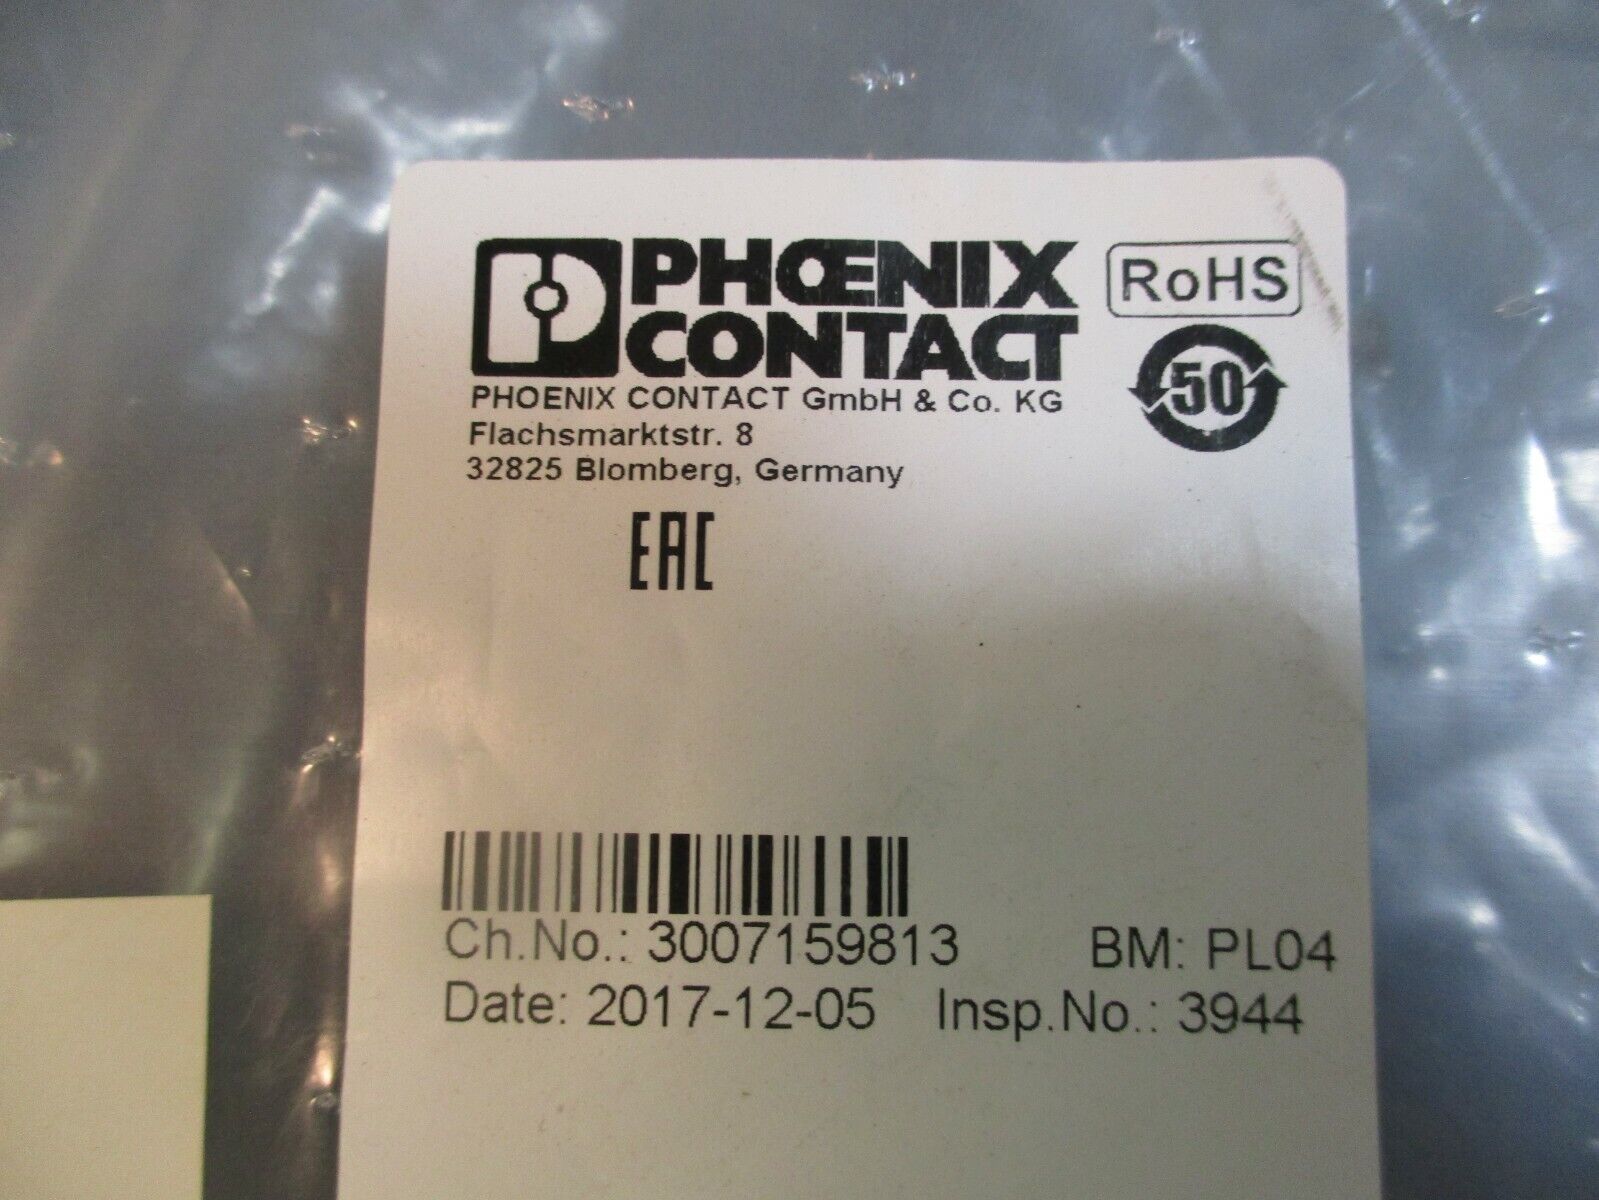 PHŒNIX
CONTACT
RoHS
50
PHOENIX CONTACT GmbH & Co. KG
Flachsmarktstr. 8
32825 Blomberg, Germany
EAC
Ch.No.: 3007159813 BM: PL04
Date: 2017-12-05 Insp.No.: 3944